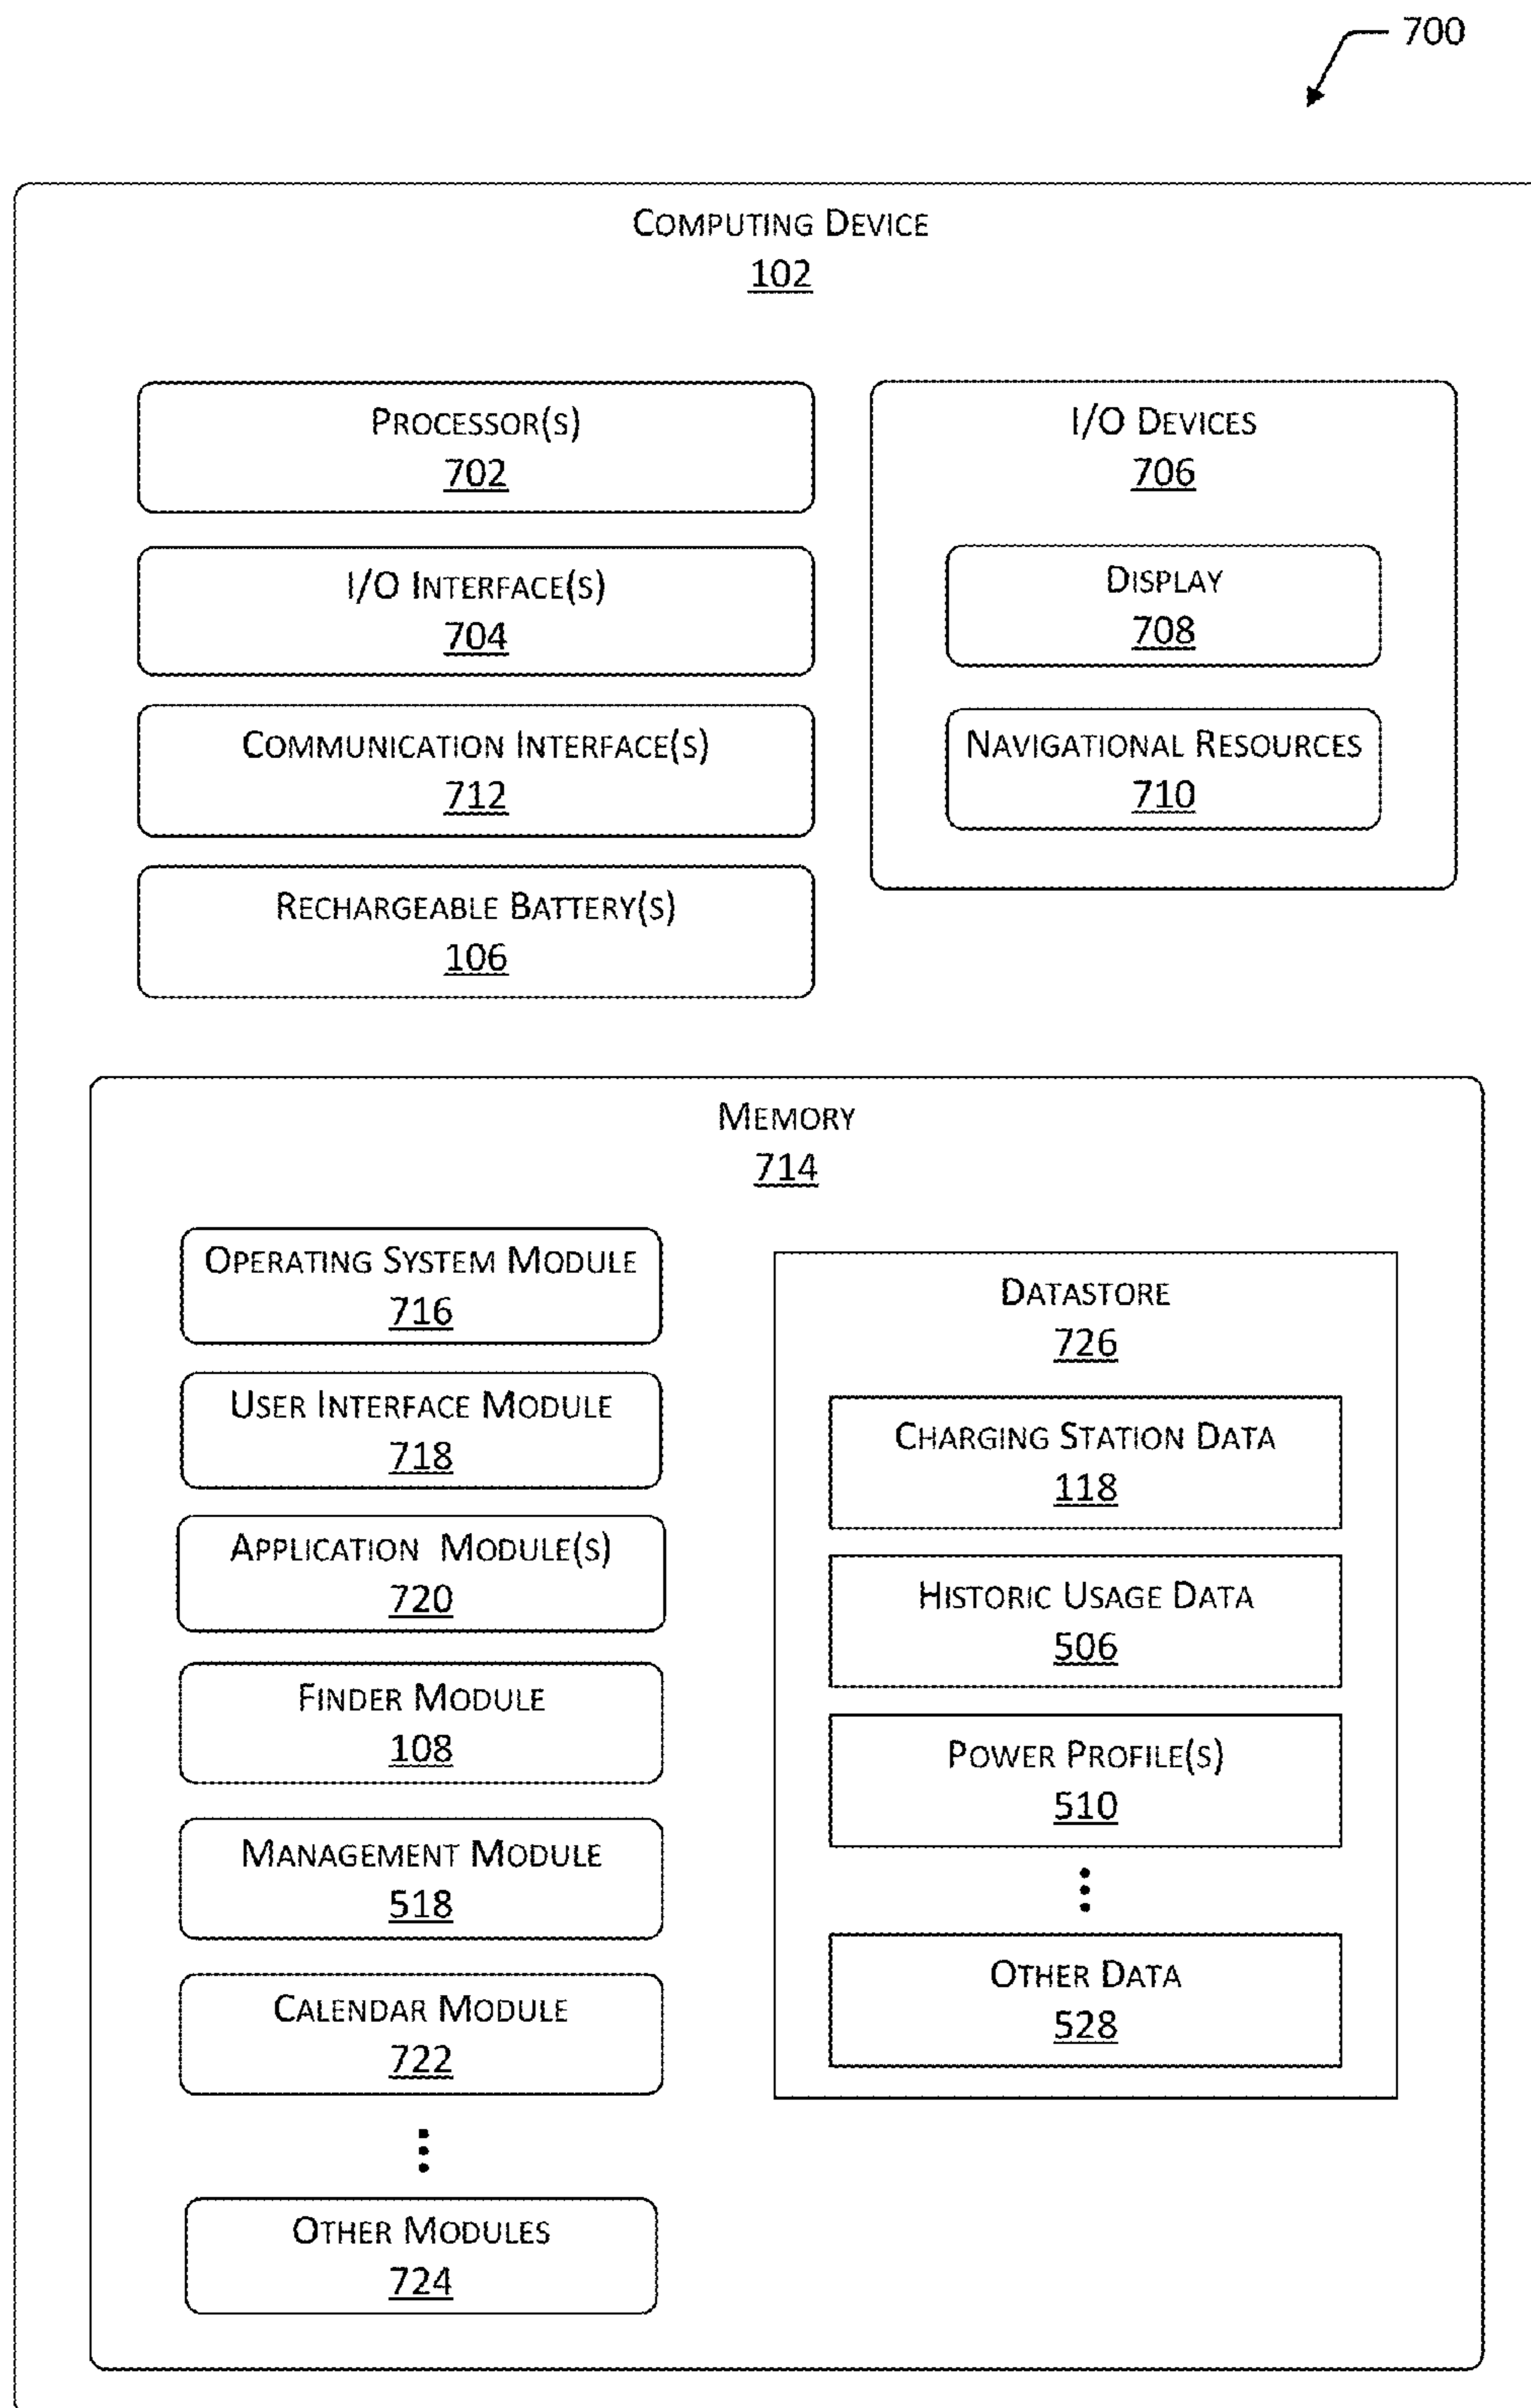 700
COMPUTING DEVICE
102
PROCESSOR(S)
702
I/O INTERFACE(S)
704
COMMUNICATION INTERFACE(S)
712
RECHARGEABLE BATTERY(S)
106
I/O DEVICES
706
DISPLAY
708
NAVIGATIONAL RESOURCES
710
MEMORY
714
OPERATING SYSTEM MODULE
716
USER INTERFACE MODULE
718
APPLICATION MODULE(S)
720
FINDER MODULE
108
MANAGEMENT MODULE
518
CALENDAR MODULE
722
OTHER MODULES
724
DATASTORE
726
CHARGING STATION DATA
118
HISTORIC USAGE DATA
506
POWER PROFILE(S)
510
OTHER DATA
528